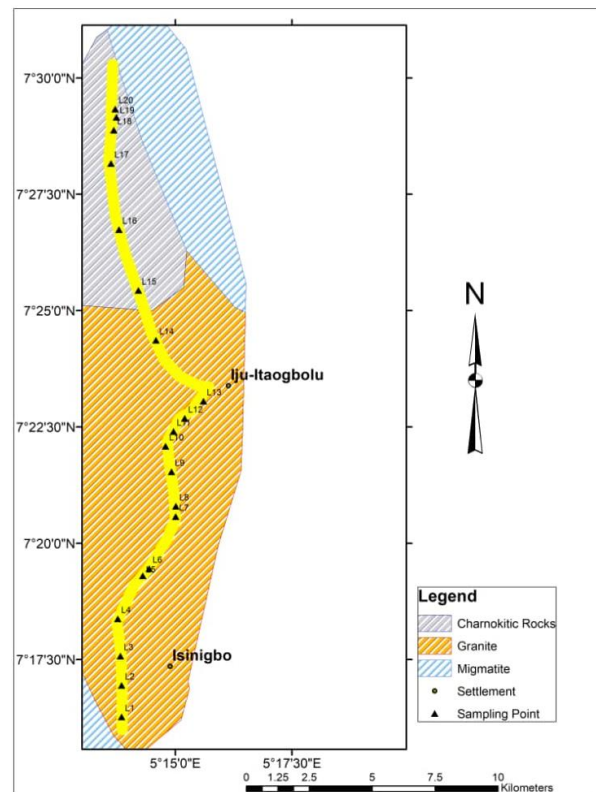 7°30'0"N
L20
L19
L18
L17
7°27'30"N
L16
L15
7°25'0"N
L14
Iju-Itaogbolu
L13
L12
L11
L10
7°22'30"N
L9
L8
L7
7°20'0"N
L6
L4
L3
7°17'30"N
Isinigbo
L2
L1
5°15'0"E
5°17'30"E
N
Legend
Charnokitic Rocks
Granite
Migmatite
Settlement
Sampling Point
0 1.25 2.5 5 7.5 10
Kilometers